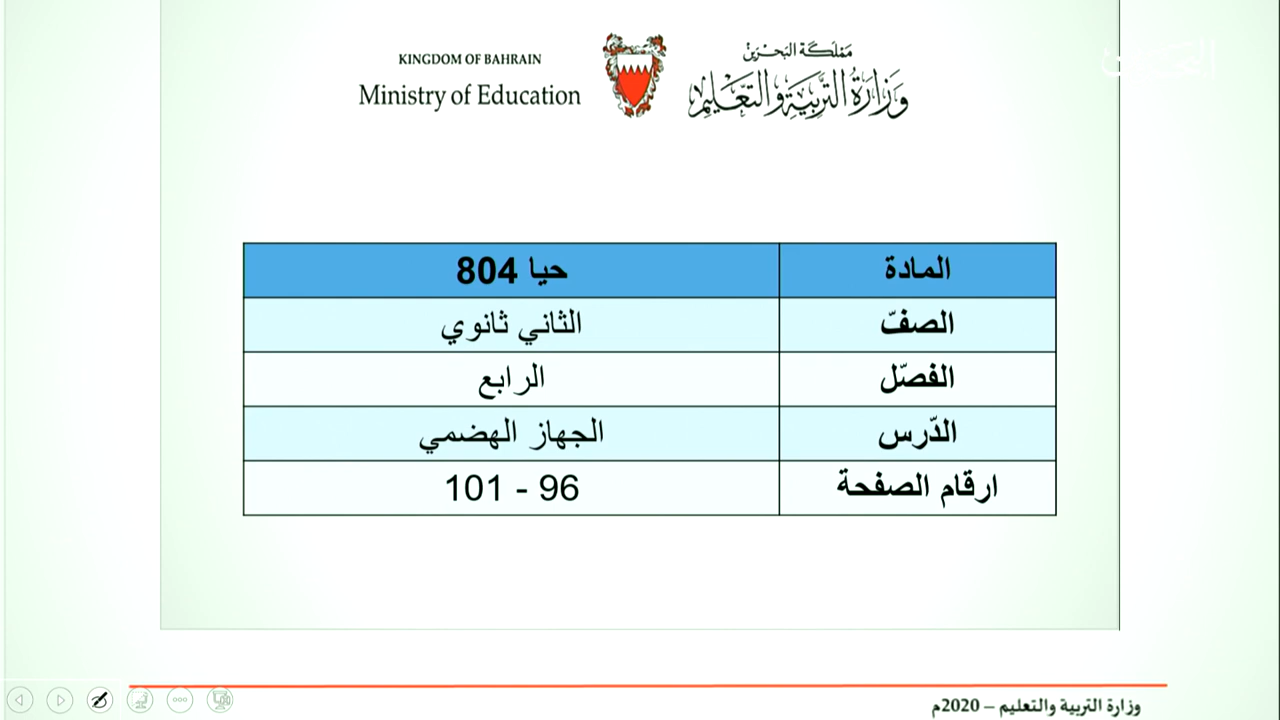 KINGDOM OF BAHRAIN
Ministry of Education
مملكة البحرين
وزارة التربية والتعليم
المادة حيا 804
الصفّ الثاني ثانوي
الفصّل الرابع
الدّرس الجهاز الهضمي
ارقام الصفحة 96 - 101
وزارة التربية والتعليم – 2020م